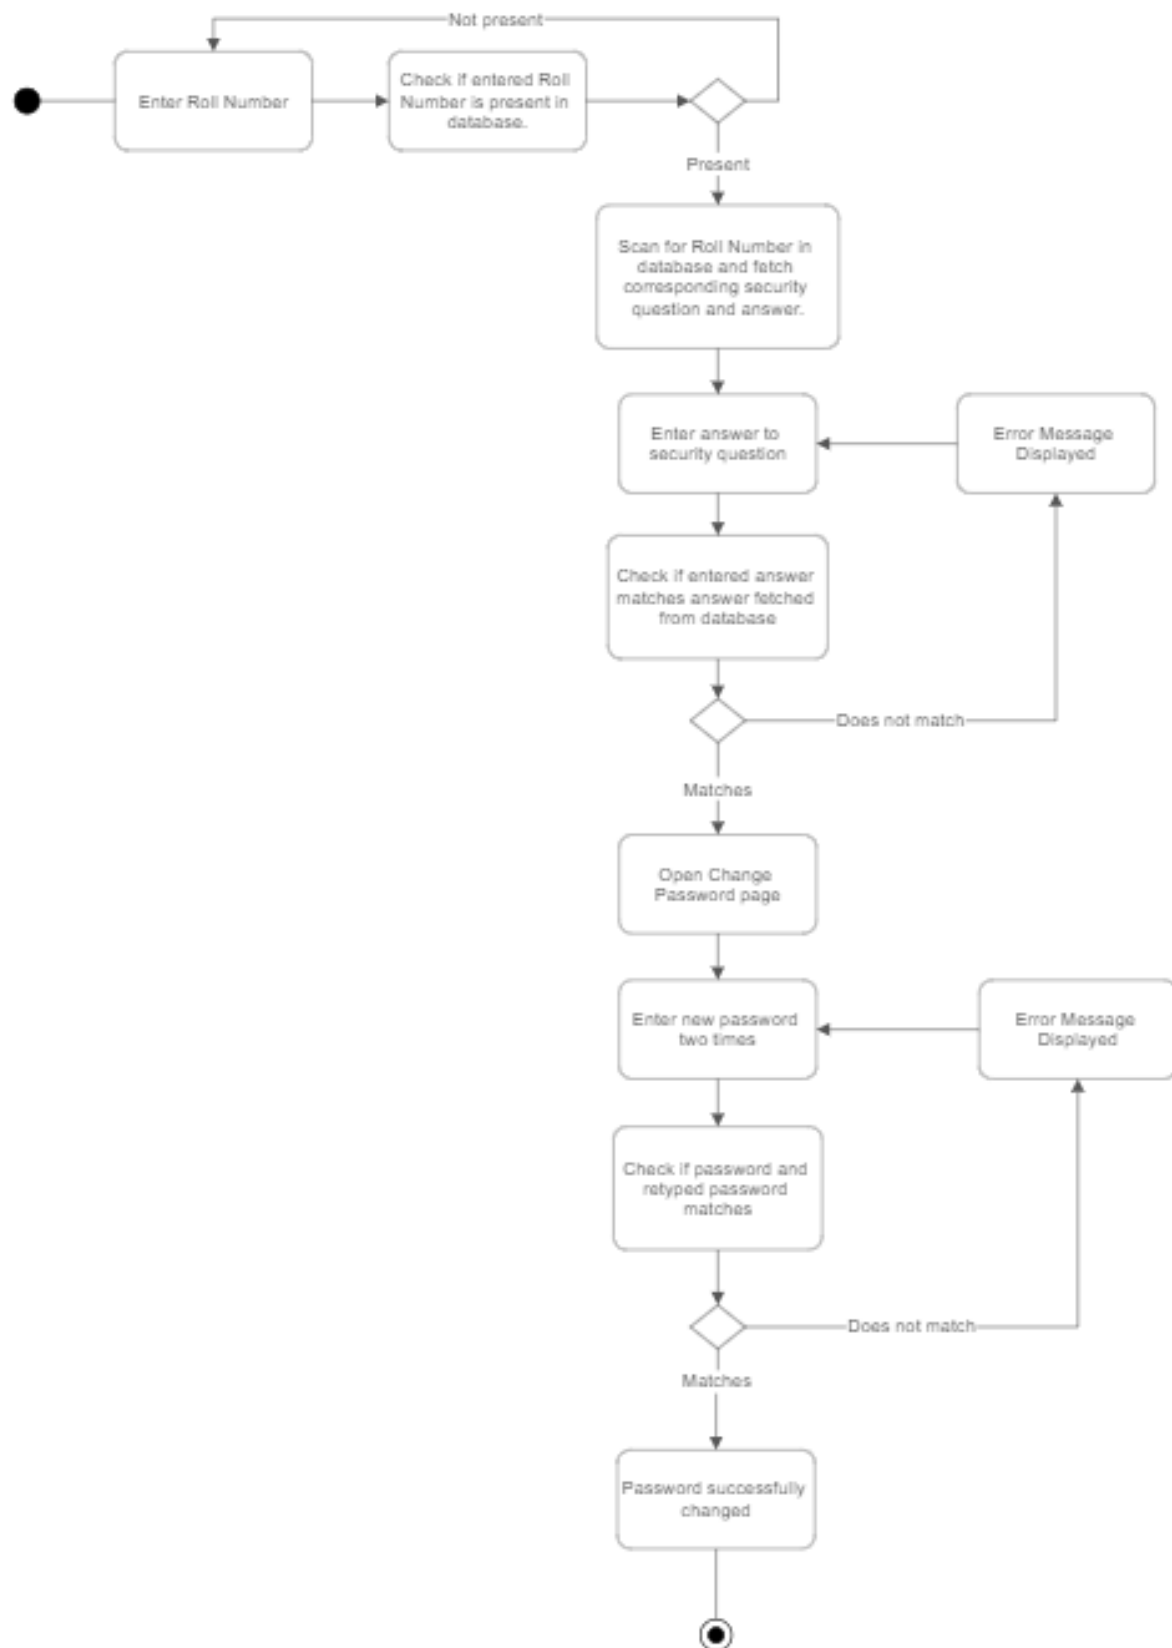 Not present
Enter Roll Number
Check if entered Roll
Number is present in
database.
Present
Scan for Roll Number in
database and fetch
corresponding security
question and answer.
Enter answer to
security question
Error Message
Displayed
Check if entered answer
matches answer fetched
from database
Does not match
Matches
Open Change
Password page
Enter new password
two times
Error Message
Displayed
Check if password and
retyped password
matches
Does not match
Matches
Password successfully
changed